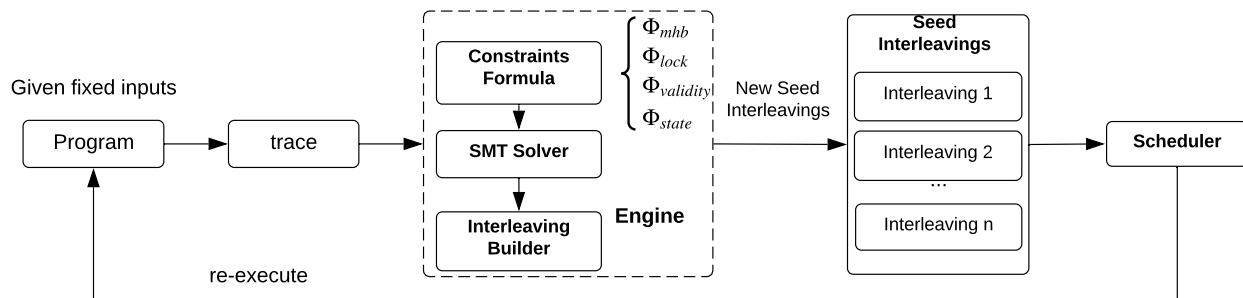 Given fixed inputs
Program
trace
re-execute
Constraints
Formula
SMT Solver
Interleaving
Builder
Engine
Φmhb
Φlock
Φvalidity
Φstate
New Seed
Interleavings
Seed
Interleavings
Interleaving 1
Interleaving 2
...
Interleaving n
Scheduler